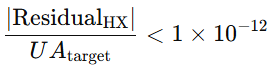 |Residual_HX| / UA_target < 1 × 10^−12